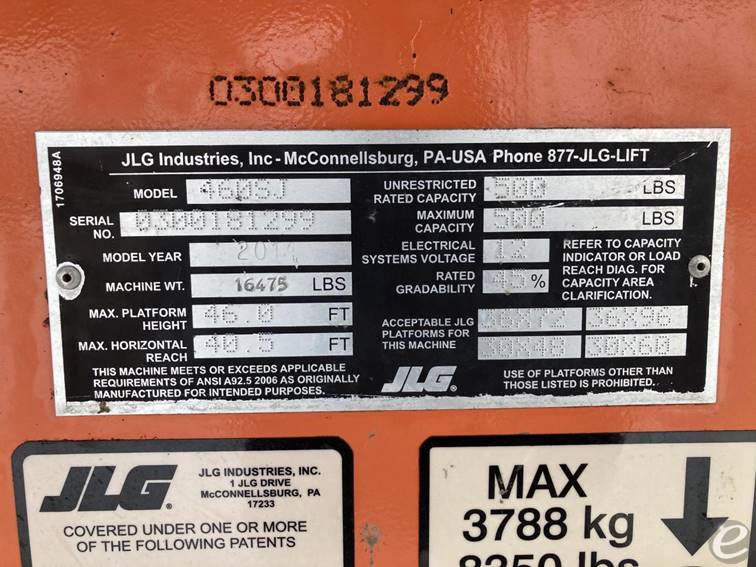 0300181299
1706948A
JLG Industries, Inc - McConnellsburg, PA-USA Phone 877-JLG-LIFT
MODEL 460SJ
SERIAL NO. 0300181299
MODEL YEAR 2014
MACHINE WT. 16475 LBS
MAX. PLATFORM HEIGHT 46.0 FT
MAX. HORIZONTAL REACH 40.5 FT
THIS MACHINE MEETS OR EXCEEDS APPLICABLE
REQUIREMENTS OF ANSI A92.5 2006 AS ORIGINALLY
MANUFACTURED FOR INTENDED PURPOSES.
UNRESTRICTED RATED CAPACITY 500 LBS
MAXIMUM CAPACITY 500 LBS
ELECTRICAL SYSTEMS VOLTAGE 12
RATED GRADABILITY 45 %
REFER TO CAPACITY
INDICATOR OR LOAD
REACH DIAG. FOR
CAPACITY AREA
CLARIFICATION.
ACCEPTABLE JLG
PLATFORMS FOR
THIS MACHINE
36X72 36X96
36X48 30X60
JLG®
USE OF PLATFORMS OTHER THAN
THOSE LISTED IS PROHIBITED.
JLG®
JLG INDUSTRIES, INC.
1 JLG DRIVE
McCONNELLSBURG, PA
17233
COVERED UNDER ONE OR MORE
OF THE FOLLOWING PATENTS
MAX
3788 kg
8350 lbs
e